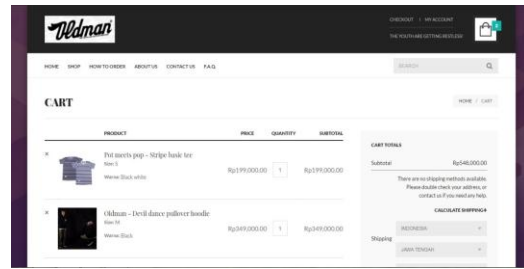 Oldman
CHECKOUT / MY ACCOUNT
THE YOUTH ARE GETTING RESTLESS
HOME SHOP HOW TO ORDER ABOUT US CONTACT US F.A.Q.
SEARCH
CART
HOME / CART
PRODUCT PRICE QUANTITY SUBTOTAL
× Pot meets pop – Stripe basic tee
Size: S
Warna: Black white
Rp199,000.00 1 Rp199,000.00
× Oldman – Devil dance pullover hoodie
Warna: Black
Rp349,000.00 1 Rp349,000.00
CART TOTALS
Subtotal Rp548,000.00
There are no shipping methods available.
Please double check your address, or
contact us if you need any help.
CALCULATE SHIPPING
Shipping
INDONESIA
JAWA TENGAH